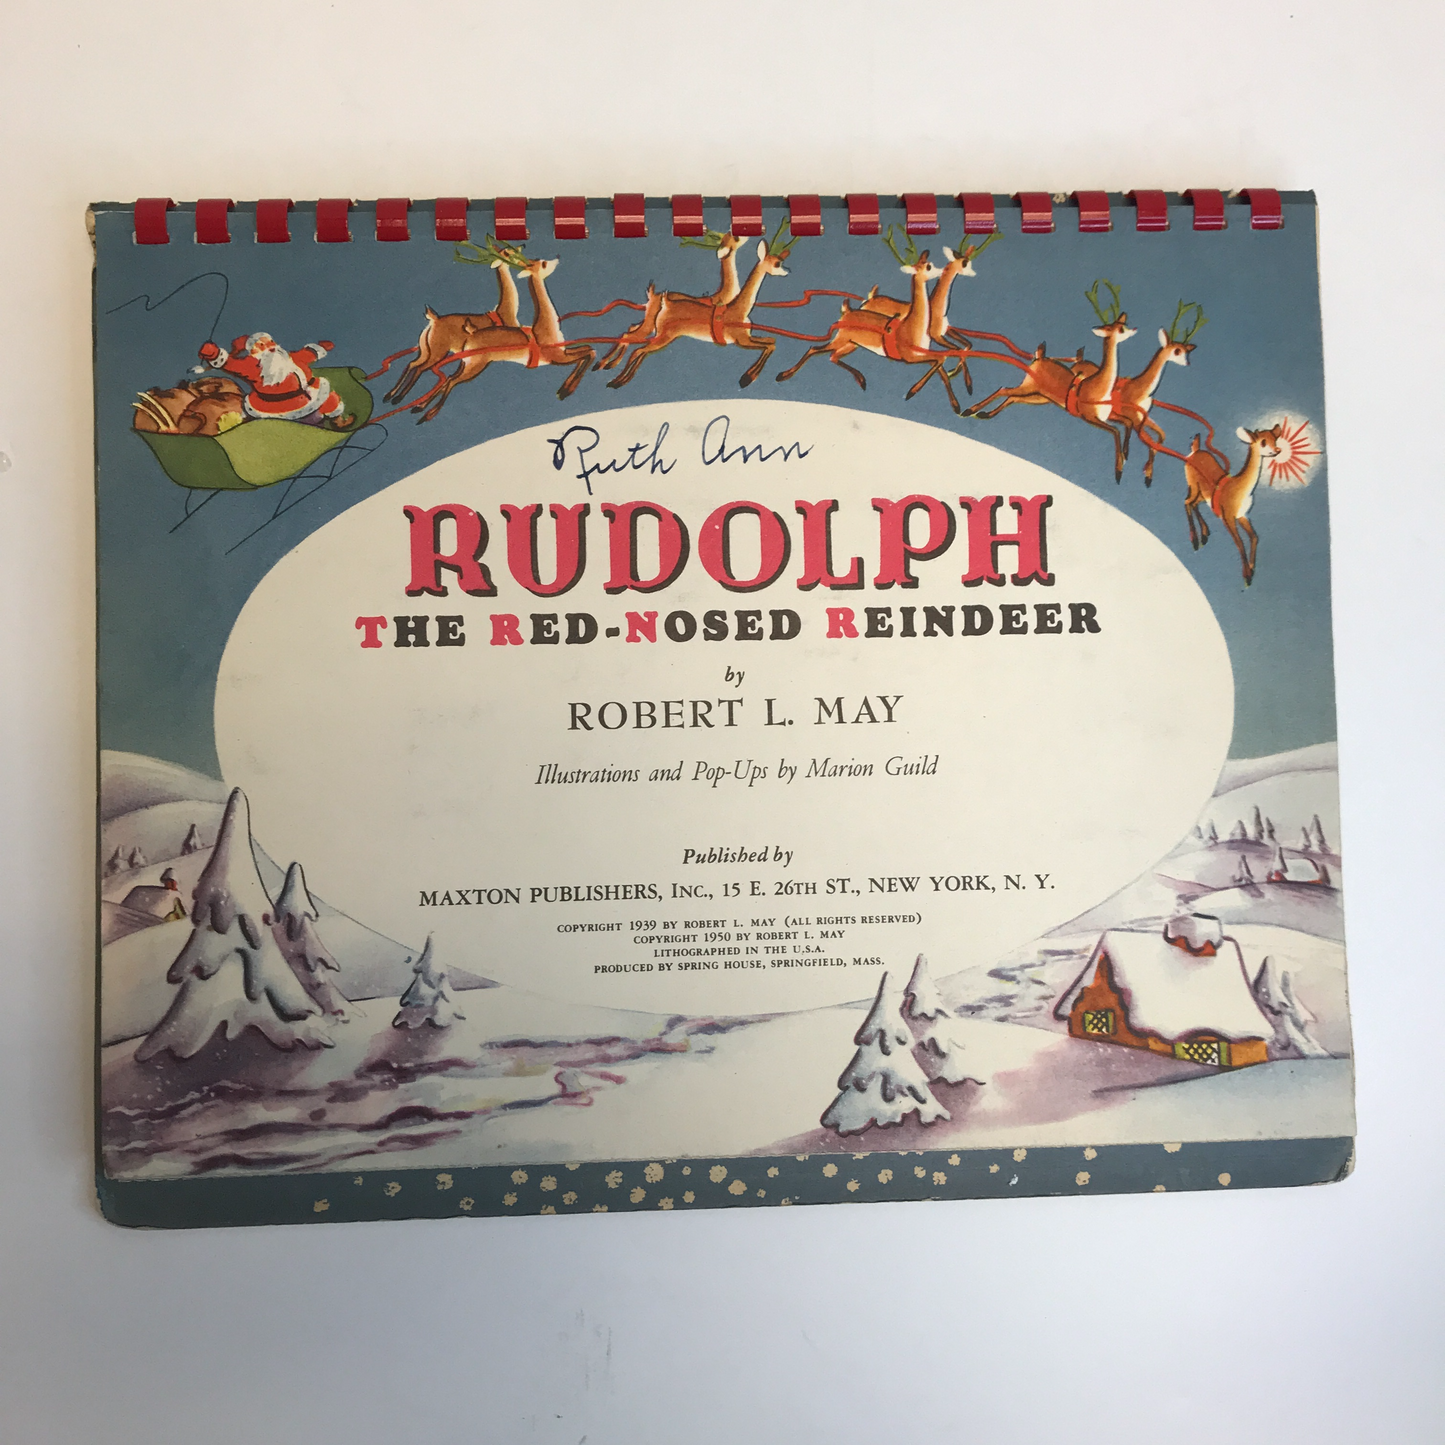 Ruth Ann
RUDOLPH
THE RED-NOSED REINDEER
by
ROBERT L. MAY
Illustrations and Pop-Ups by Marion Guild
Published by
MAXTON PUBLISHERS, INC., 15 E. 26TH ST., NEW YORK, N. Y.
COPYRIGHT 1939 BY ROBERT L. MAY (ALL RIGHTS RESERVED)
COPYRIGHT 1950 BY ROBERT L. MAY
LITHOGRAPHED IN THE U.S.A.
PRODUCED BY SPRING HOUSE, SPRINGFIELD, MASS.